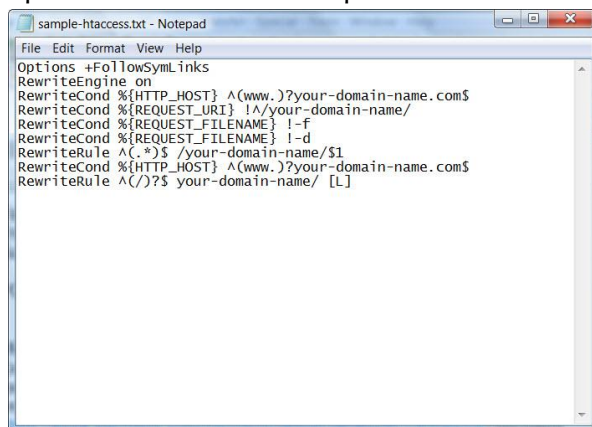 sample-htaccess.txt - Notepad
File Edit Format View Help
Options +FollowSymLinks
RewriteEngine on
RewriteCond %{HTTP_HOST} ^(www.)?your-domain-name.com$
RewriteCond %{REQUEST_URI} !^/your-domain-name/
RewriteCond %{REQUEST_FILENAME} !-f
RewriteCond %{REQUEST_FILENAME} !-d
RewriteRule ^(.*)$ /your-domain-name/$1
RewriteCond %{HTTP_HOST} ^(www.)?your-domain-name.com$
RewriteRule ^(/)?$ your-domain-name/ [L]